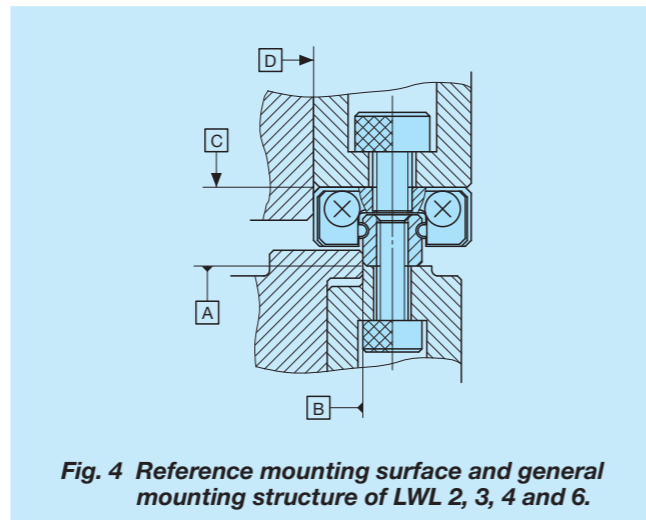 D
C
A
B
Fig. 4 Reference mounting surface and general
mounting structure of LWL 2, 3, 4 and 6.